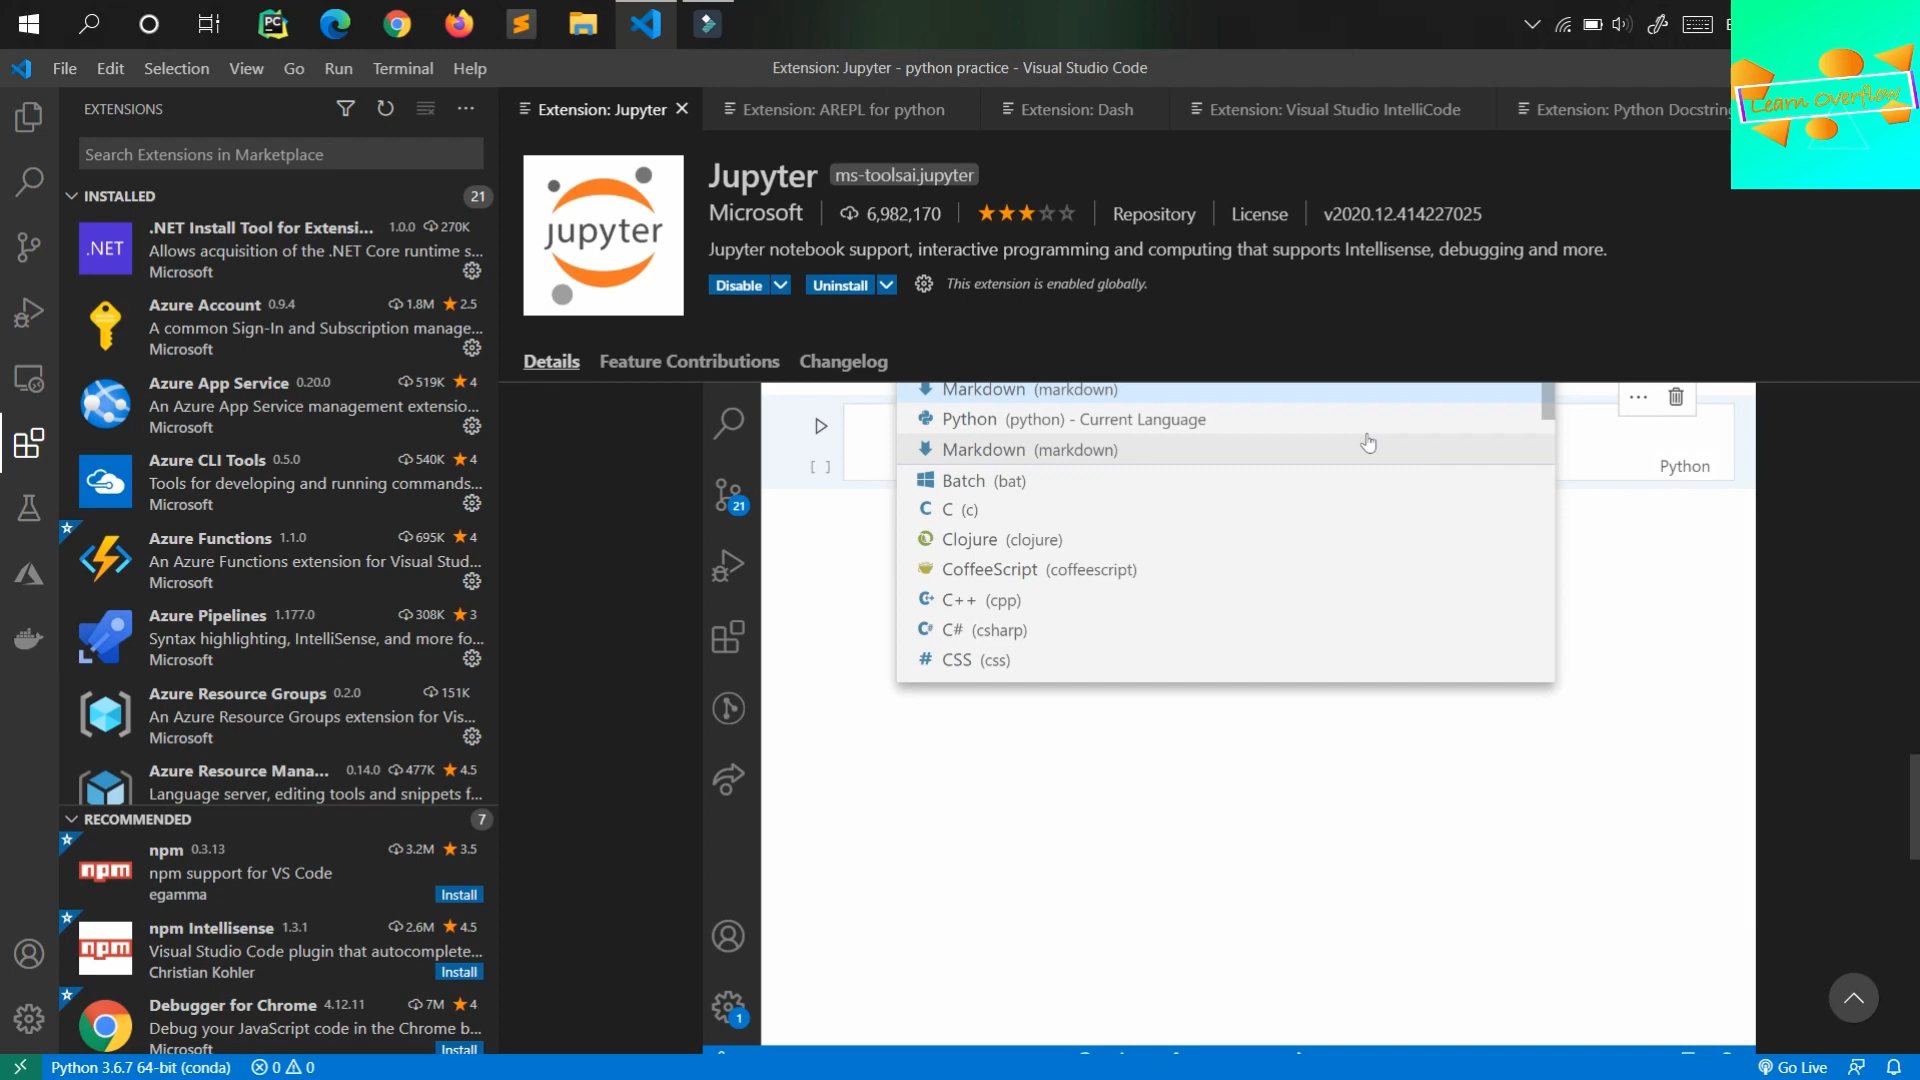 PC
File Edit Selection View Go Run Terminal Help
Extension: Jupyter - python practice - Visual Studio Code
Learn Overflow
EXTENSIONS
Extension: Jupyter
Extension: AREPL for python
Extension: Dash
Extension: Visual Studio IntelliCode
Extension: Python Docstring
Search Extensions in Marketplace
INSTALLED 21
.NET
.NET Install Tool for Extensi... 1.0.0 270K
Allows acquisition of the .NET Core runtime s...
Microsoft
Azure Account 0.9.4 1.8M 2.5
A common Sign-In and Subscription manage...
Microsoft
Azure App Service 0.20.0 519K 4
An Azure App Service management extensio...
Microsoft
Azure CLI Tools 0.5.0 540K 4
Tools for developing and running commands...
Microsoft
Azure Functions 1.1.0 695K 4
An Azure Functions extension for Visual Stud...
Microsoft
Azure Pipelines 1.177.0 308K 3
Syntax highlighting, IntelliSense, and more fo...
Microsoft
Azure Resource Groups 0.2.0 151K
An Azure Resource Groups extension for Vis...
Microsoft
Azure Resource Mana... 0.14.0 477K 4.5
Language server, editing tools and snippets f...
RECOMMENDED 7
npm
npm 0.3.13 3.2M 3.5
npm support for VS Code
egamma Install
npm
npm Intellisense 1.3.1 2.6M 4.5
Visual Studio Code plugin that autocomplete...
Christian Kohler Install
Debugger for Chrome 4.12.11 7M 4
Debug your JavaScript code in the Chrome b...
Microsoft Install
jupyter
Jupyter ms-toolsai.jupyter
Microsoft 6,982,170 Repository License v2020.12.414227025
Jupyter notebook support, interactive programming and computing that supports Intellisense, debugging and more.
Disable Uninstall This extension is enabled globally.
Details Feature Contributions Changelog
Markdown (markdown)
Python (python) - Current Language
Markdown (markdown)
Batch (bat)
C (c)
Clojure (clojure)
CoffeeScript (coffeescript)
C++ (cpp)
C# (csharp)
CSS (css)
[ ]
Python
21
1
Python 3.6.7 64-bit (conda) 0 0
Go Live